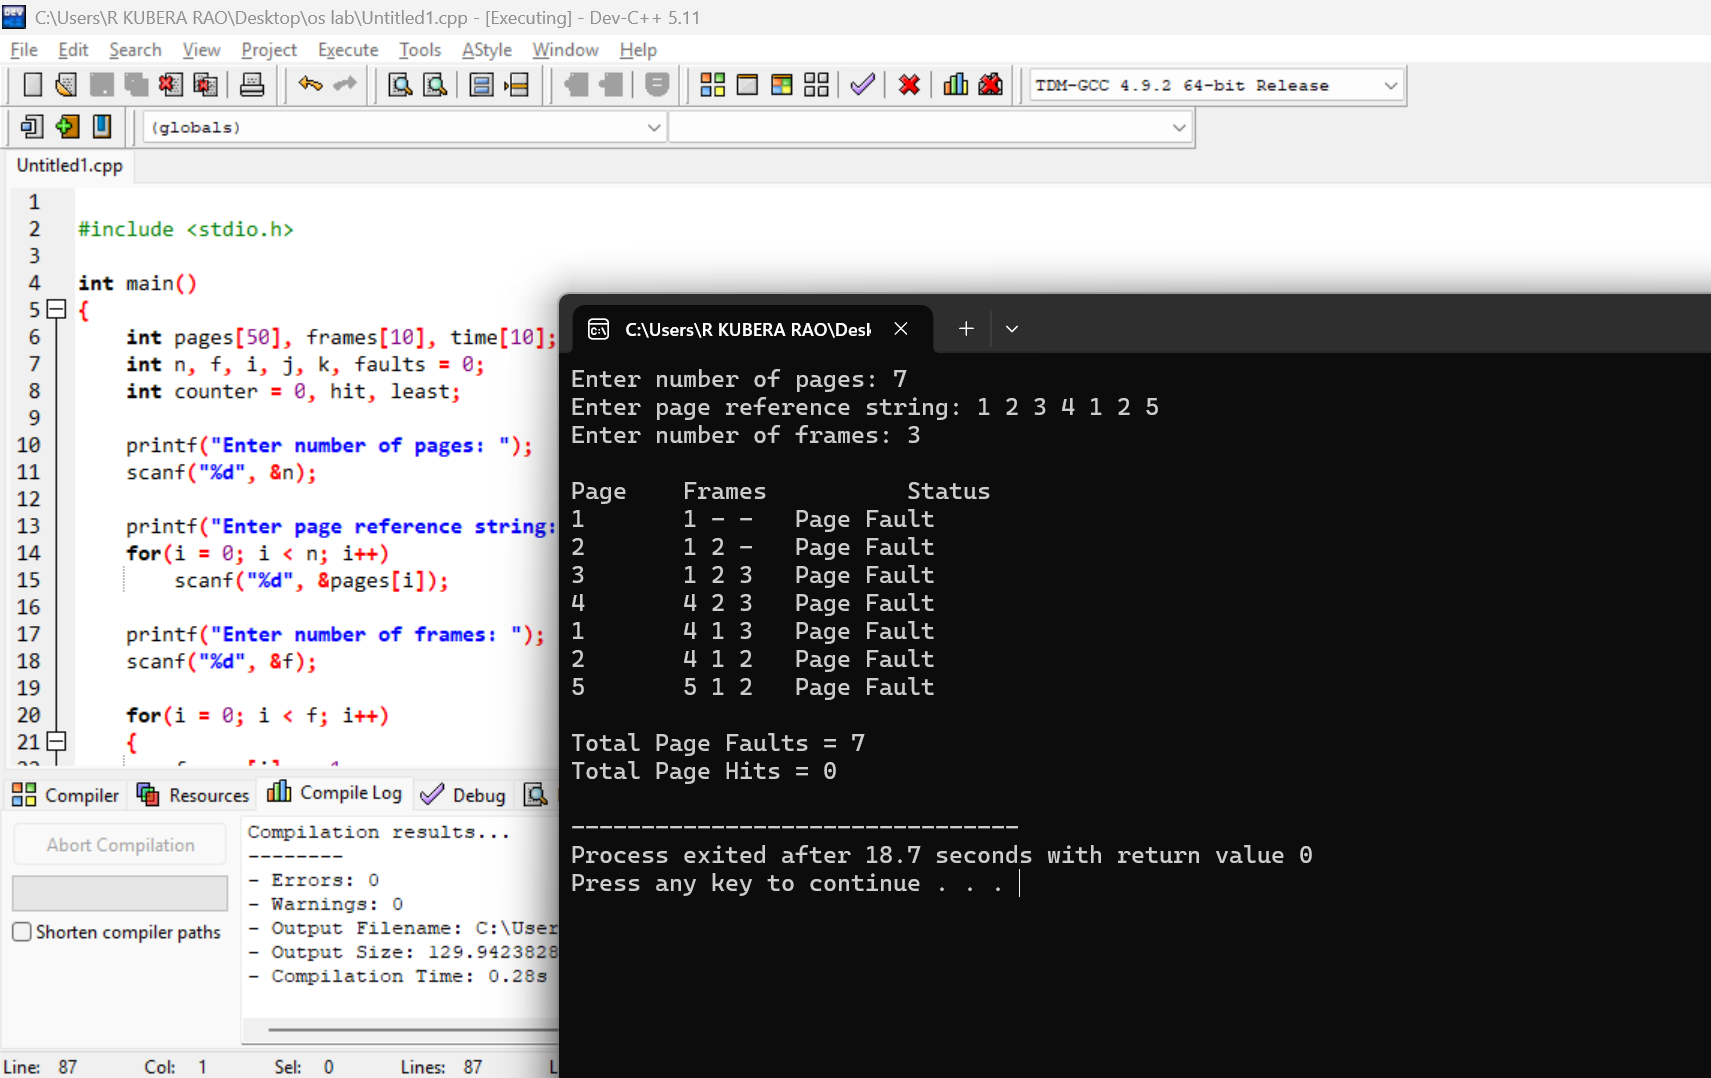 C:\Users\R KUBERA RAO\Desktop\os lab\Untitled1.cpp - [Executing] - Dev-C++ 5.11
File Edit Search View Project Execute Tools AStyle Window Help
TDM-GCC 4.9.2 64-bit Release
(globals)
Untitled1.cpp
1
2 #include <stdio.h>
3
4 int main()
5 {
6 int pages[50], frames[10], time[10];
7 int n, f, i, j, k, faults = 0;
8 int counter = 0, hit, least;
9
10 printf("Enter number of pages: ");
11 scanf("%d", &n);
12
13 printf("Enter page reference string:
14 for(i = 0; i < n; i++)
15 scanf("%d", &pages[i]);
16
17 printf("Enter number of frames: ");
18 scanf("%d", &f);
19
20 for(i = 0; i < f; i++)
21 {
C:\Users\R KUBERA RAO\Desk
Enter number of pages: 7
Enter page reference string: 1 2 3 4 1 2 5
Enter number of frames: 3
Page Frames Status
1 1 - - Page Fault
2 1 2 - Page Fault
3 1 2 3 Page Fault
4 4 2 3 Page Fault
1 4 1 3 Page Fault
2 4 1 2 Page Fault
5 5 1 2 Page Fault
Total Page Faults = 7
Total Page Hits = 0
--------------------------------
Process exited after 18.7 seconds with return value 0
Press any key to continue . . .
Compiler Resources Compile Log Debug
Abort Compilation
Shorten compiler paths
Compilation results...
--------
- Errors: 0
- Warnings: 0
- Output Filename: C:\User
- Output Size: 129.9423828
- Compilation Time: 0.28s
Line: 87 Col: 1 Sel: 0 Lines: 87